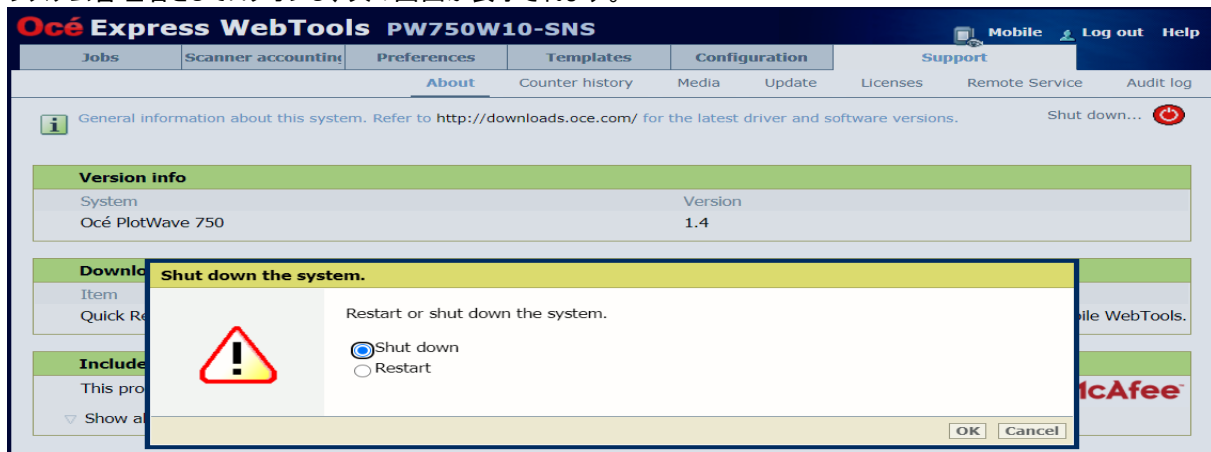 Océ Express WebTools PW750W10-SNS
Mobile Log out Help
Jobs Scanner accounting Preferences Templates Configuration Support
About Counter history Media Update Licenses Remote Service Audit log
General information about this system. Refer to http://downloads.oce.com/ for the latest driver and software versions.
Shut down...
Version info
System Version
Océ PlotWave 750 1.4
Downlo
Item
Quick Re
ile WebTools.
Include
This pro
McAfee
Show al
Shut down the system.
Restart or shut down the system.
Shut down
Restart
OK Cancel